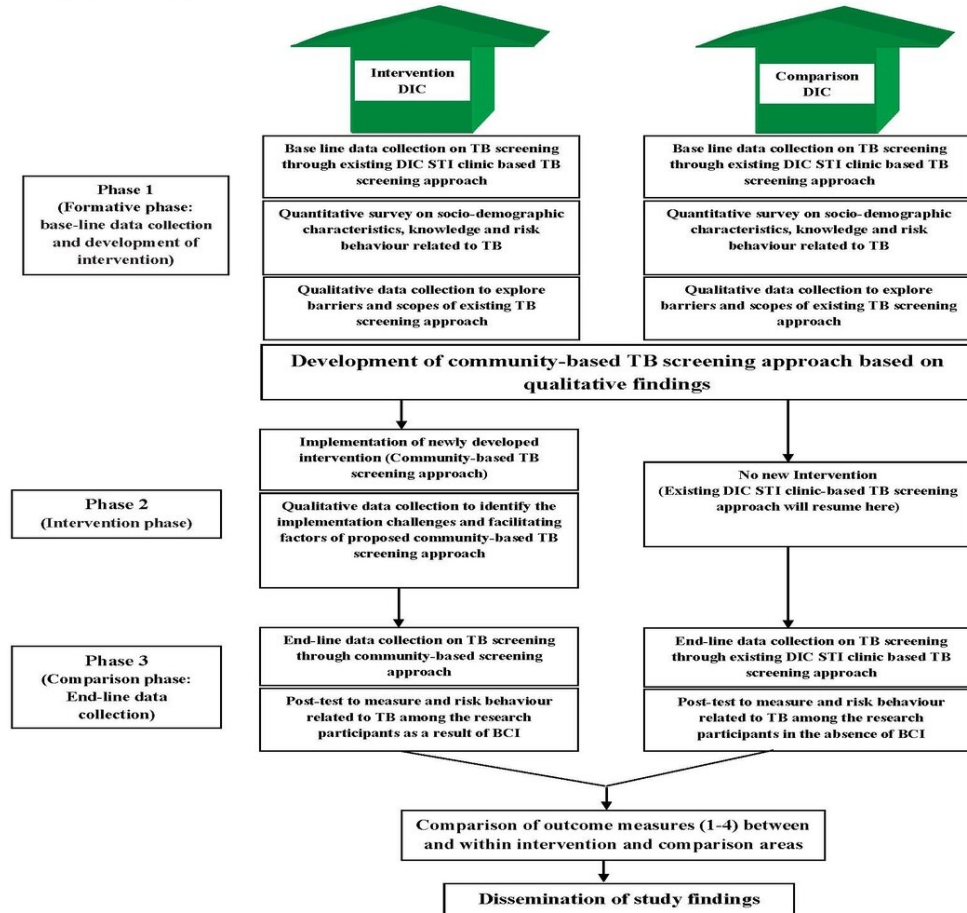 Intervention
DIC
Comparison
DIC
Phase 1
(Formative phase:
base-line data collection
and development of
intervention)
Base line data collection on TB screening
through existing DIC STI clinic based TB
screening approach
Base line data collection on TB screening
through existing DIC STI clinic based TB
screening approach
Quantitative survey on socio-demographic
characteristics, knowledge and risk
behaviour related to TB
Quantitative survey on socio-demographic
characteristics, knowledge and risk
behaviour related to TB
Qualitative data collection to explore
barriers and scopes of existing TB
screening approach
Qualitative data collection to explore
barriers and scopes of existing TB
screening approach
Development of community-based TB screening approach based on
qualitative findings
Phase 2
(Intervention phase)
Implementation of newly developed
intervention (Community-based TB
screening approach)
Qualitative data collection to identify the
implementation challenges and facilitating
factors of proposed community-based TB
screening approach
No new Intervention
(Existing DIC STI clinic-based TB screening
approach will resume here)
Phase 3
(Comparison phase:
End-line data
collection)
End-line data collection on TB screening
through community-based screening
approach
End-line data collection on TB screening
through existing DIC STI clinic based TB
screening approach
Post-test to measure and risk behaviour
related to TB among the research
participants as a result of BCI
Post-test to measure and risk behaviour
related to TB among the research
participants in the absence of BCI
Comparison of outcome measures (1-4) between
and within intervention and comparison areas
Dissemination of study findings